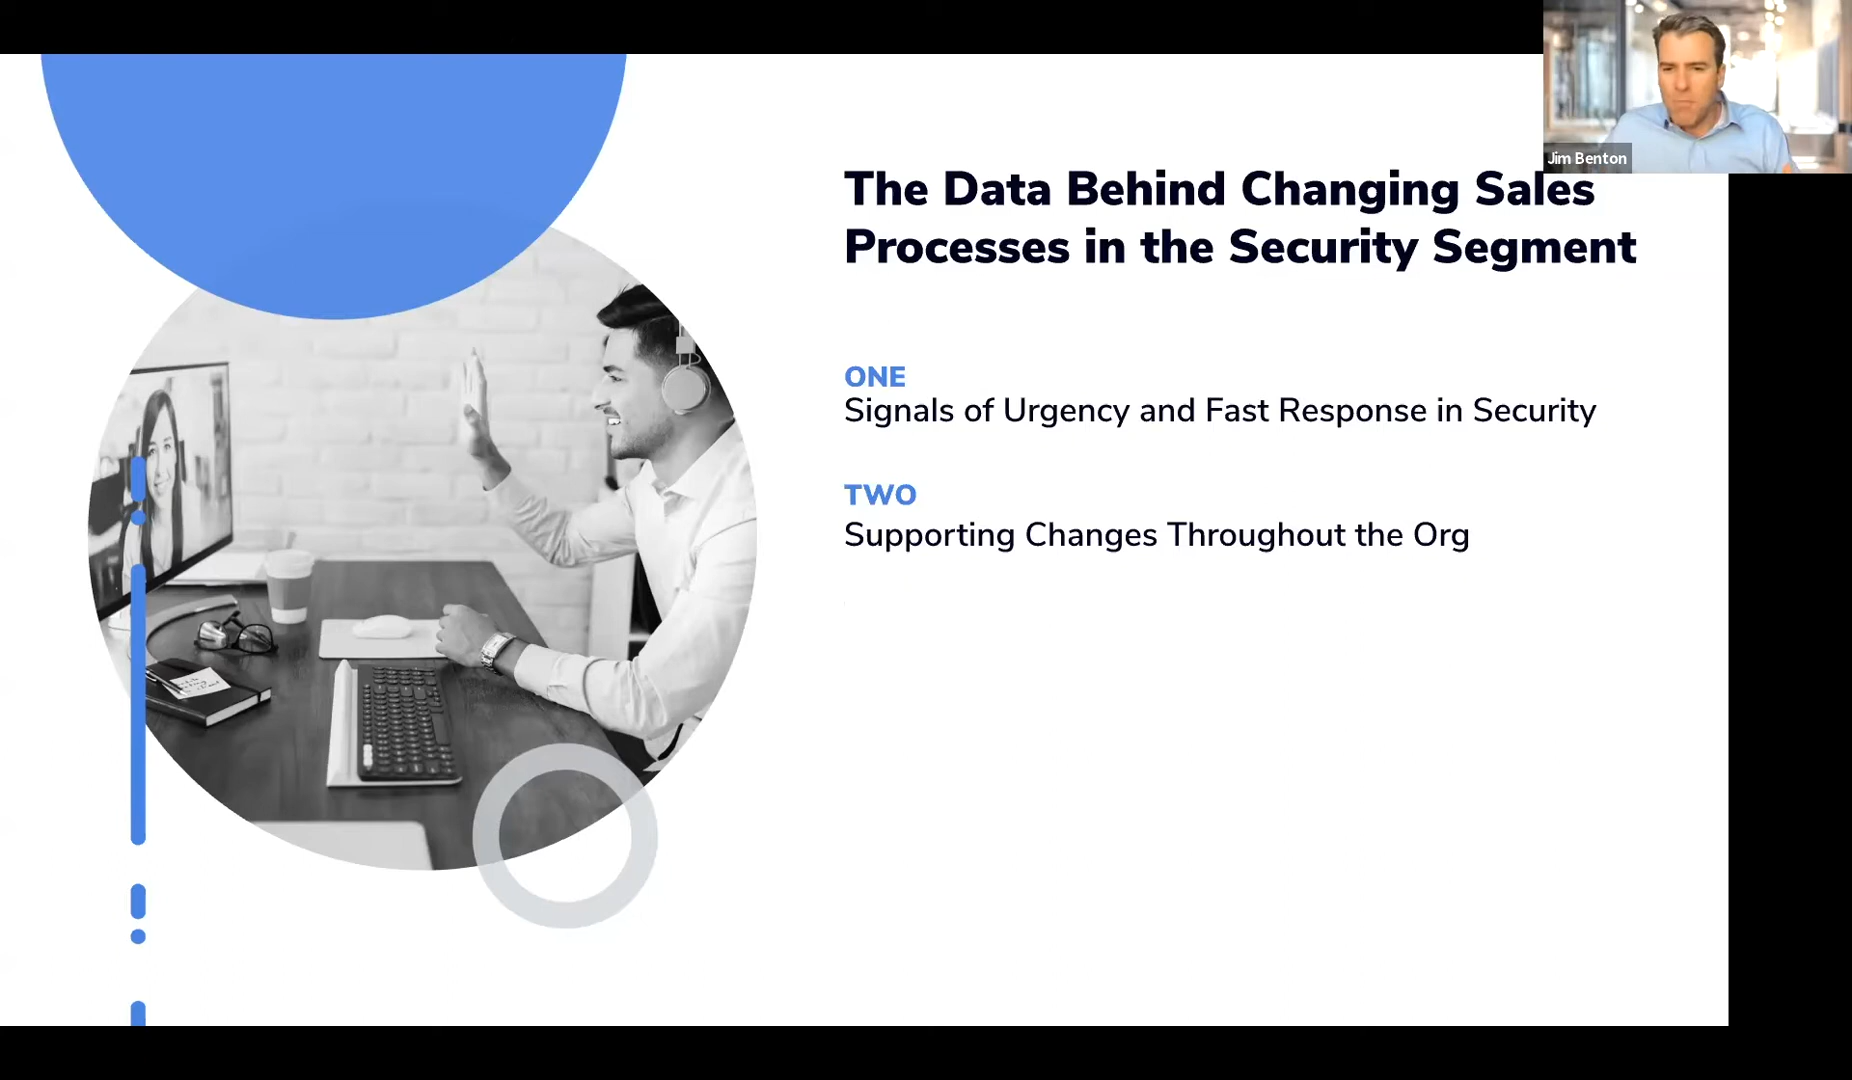 Jim Benton
The Data Behind Changing Sales
Processes in the Security Segment
ONE
Signals of Urgency and Fast Response in Security
TWO
Supporting Changes Throughout the Org